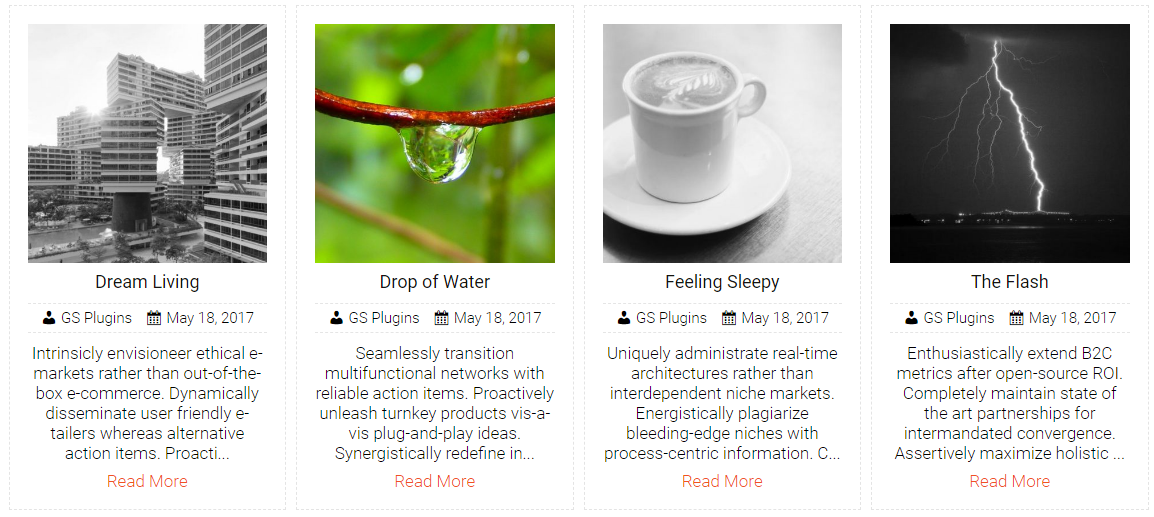 Dream Living
GS Plugins May 18, 2017
Intrinsicly envisioneer ethical e-
markets rather than out-of-the-
box e-commerce. Dynamically
disseminate user friendly e-
tailers whereas alternative
action items. Proacti...
Read More
Drop of Water
GS Plugins May 18, 2017
Seamlessly transition
multifunctional networks with
reliable action items. Proactively
unleash turnkey products vis-a-
vis plug-and-play ideas.
Synergistically redefine in...
Read More
Feeling Sleepy
GS Plugins May 18, 2017
Uniquely administrate real-time
architectures rather than
interdependent niche markets.
Energistically plagiarize
bleeding-edge niches with
process-centric information. C...
Read More
The Flash
GS Plugins May 18, 2017
Enthusiastically extend B2C
metrics after open-source ROI.
Completely maintain state of
the art partnerships for
intermandated convergence.
Assertively maximize holistic ...
Read More